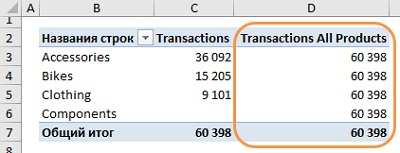 A B C D
1
2 Названия строк Transactions Transactions All Products
3 Accessories 36 092 60 398
4 Bikes 15 205 60 398
5 Clothing 9 101 60 398
6 Components 60 398
7 Общий итог 60 398 60 398
8